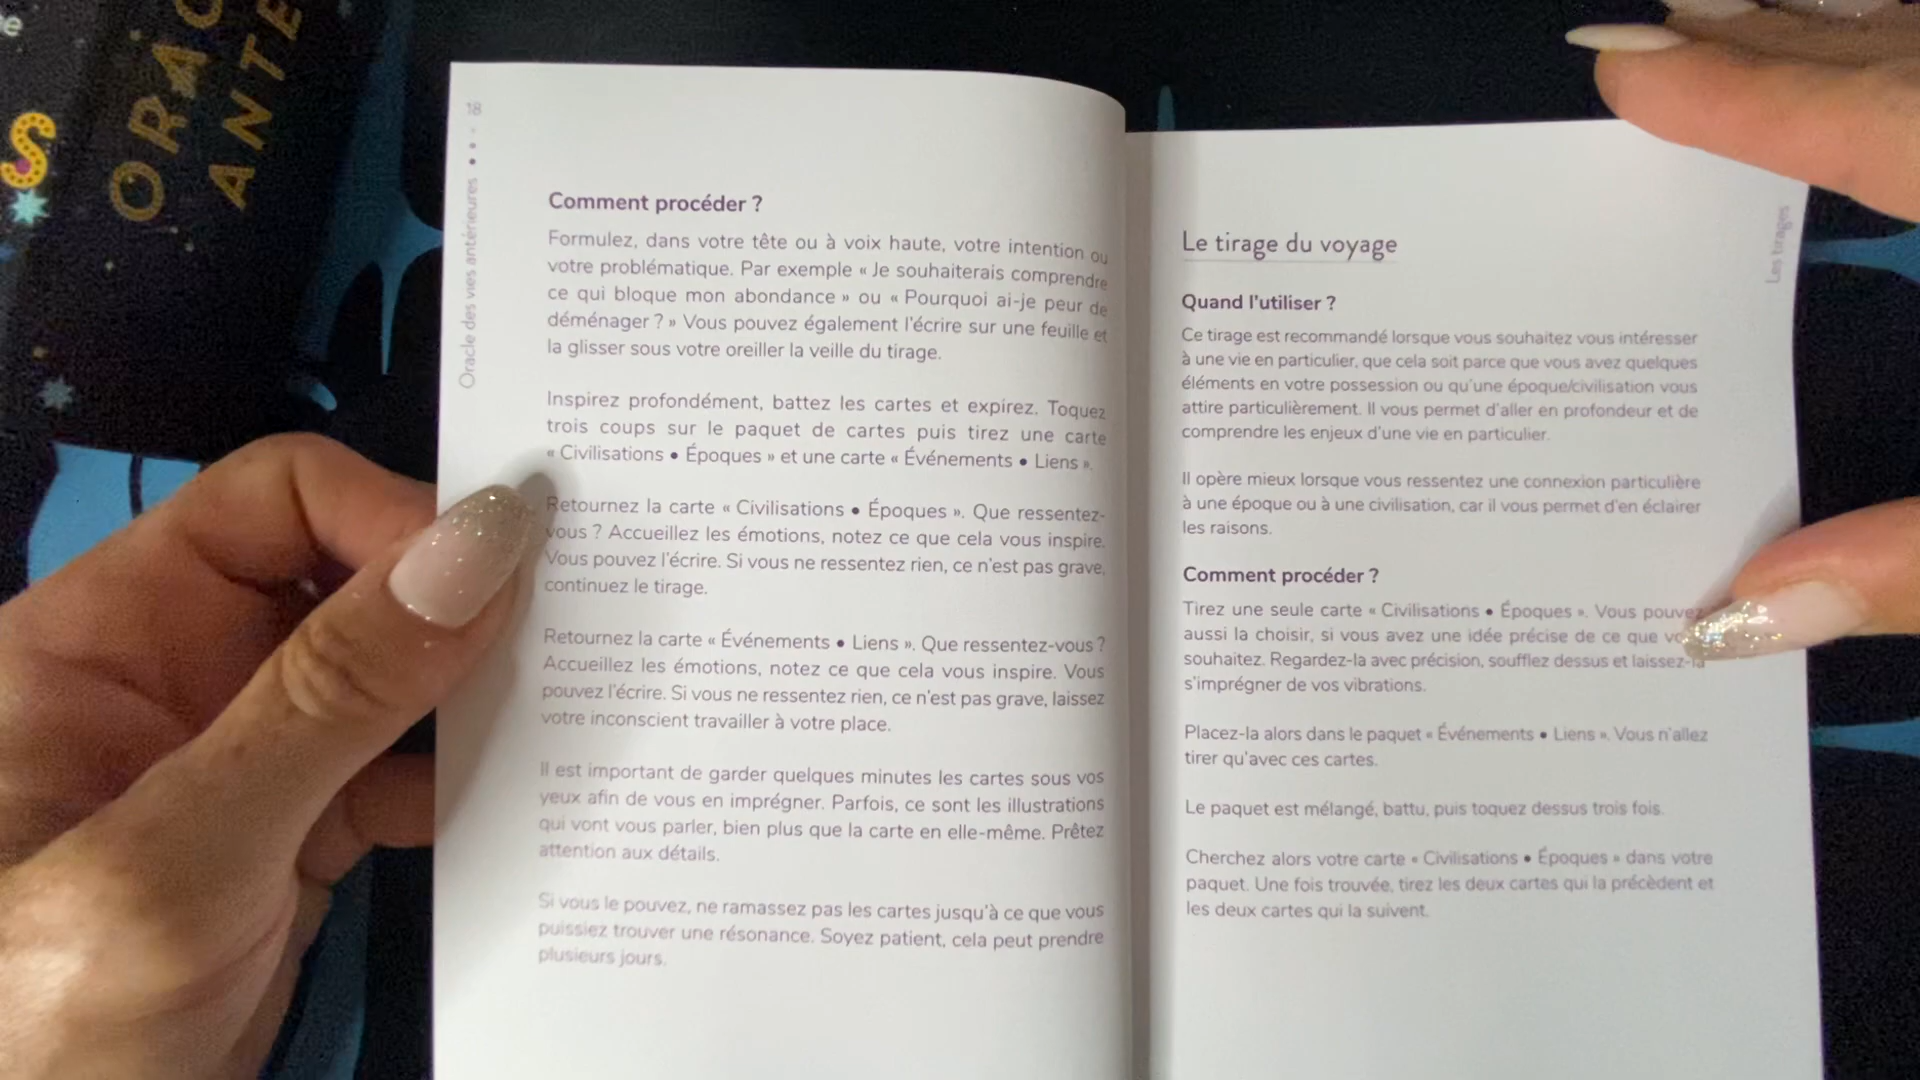 e
S
ORAC
ANTÉ
18
Oracle des vies antérieures
Comment procéder ?
Formulez, dans votre tête ou à voix haute, votre intention ou
votre problématique. Par exemple « Je souhaiterais comprendre
ce qui bloque mon abondance » ou « Pourquoi ai-je peur de
déménager ? » Vous pouvez également l'écrire sur une feuille et
la glisser sous votre oreiller la veille du tirage.
Inspirez profondément, battez les cartes et expirez. Toquez
trois coups sur le paquet de cartes puis tirez une carte
« Civilisations • Époques » et une carte « Événements • Liens ».
Retournez la carte « Civilisations • Époques ». Que ressentez-
vous ? Accueillez les émotions, notez ce que cela vous inspire.
Vous pouvez l'écrire. Si vous ne ressentez rien, ce n'est pas grave,
continuez le tirage.
Retournez la carte « Événements • Liens ». Que ressentez-vous ?
Accueillez les émotions, notez ce que cela vous inspire. Vous
pouvez l'écrire. Si vous ne ressentez rien, ce n'est pas grave, laissez
votre inconscient travailler à votre place.
Il est important de garder quelques minutes les cartes sous vos
yeux afin de vous en imprégner. Parfois, ce sont les illustrations
qui vont vous parler, bien plus que la carte en elle-même. Prêtez
attention aux détails.
Si vous le pouvez, ne ramassez pas les cartes jusqu'à ce que vous
puissiez trouver une résonance. Soyez patient, cela peut prendre
plusieurs jours.
Les tirages
Le tirage du voyage
Quand l'utiliser ?
Ce tirage est recommandé lorsque vous souhaitez vous intéresser
à une vie en particulier, que cela soit parce que vous avez quelques
éléments en votre possession ou qu'une époque/civilisation vous
attire particulièrement. Il vous permet d'aller en profondeur et de
comprendre les enjeux d'une vie en particulier.
Il opère mieux lorsque vous ressentez une connexion particulière
à une époque ou à une civilisation, car il vous permet d'en éclairer
les raisons.
Comment procéder ?
Tirez une seule carte « Civilisations • Époques ». Vous pouvez
aussi la choisir, si vous avez une idée précise de ce que
souhaitez. Regardez-la avec précision, soufflez dessus et laissez-la
s'imprégner de vos vibrations.
Placez-la alors dans le paquet « Événements • Liens ». Vous n'allez
tirer qu'avec ces cartes.
Le paquet est mélangé, battu, puis toquez dessus trois fois.
Cherchez alors votre carte « Civilisations • Époques » dans votre
paquet. Une fois trouvée, tirez les deux cartes qui la précèdent et
les deux cartes qui la suivent.